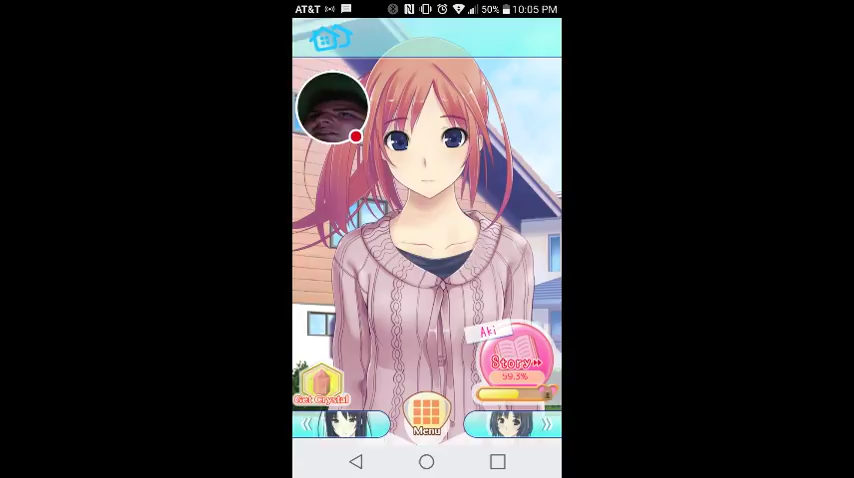 AT&T
50%
10:05 PM
Aki
Story
59.3%
Get Crystal
Menu